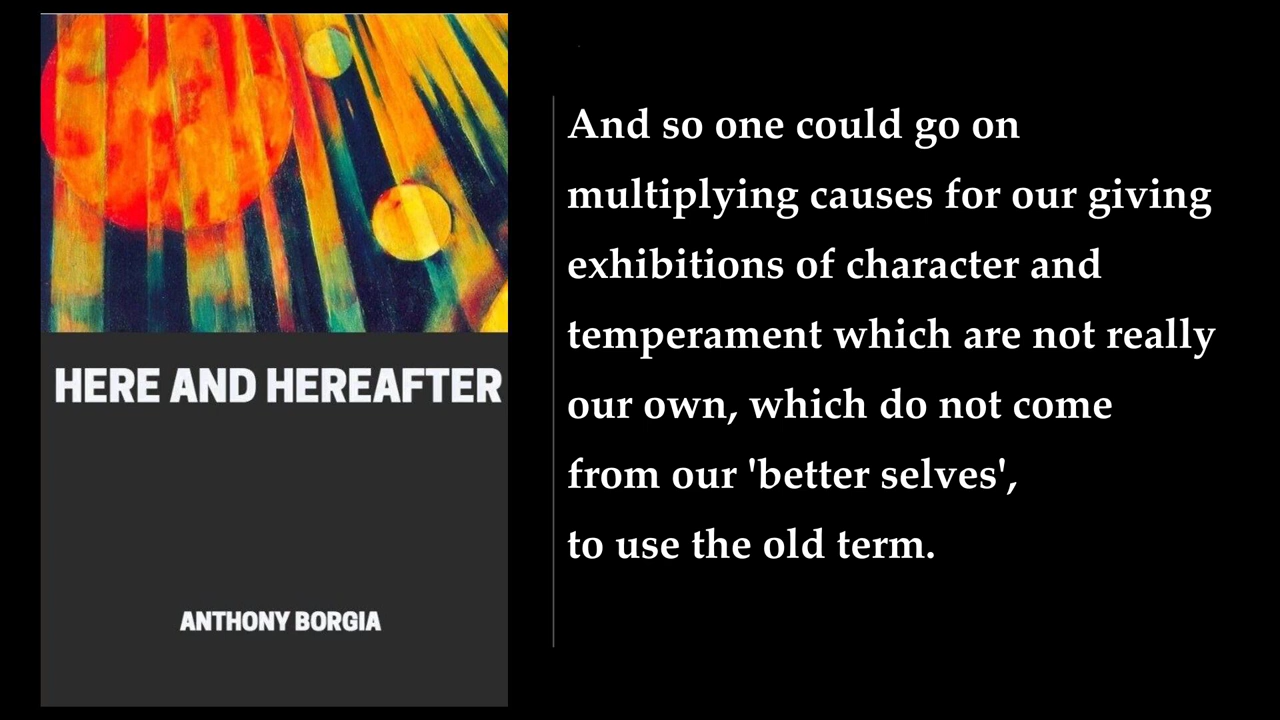 HERE AND HEREAFTER
ANTHONY BORGIA
And so one could go on
multiplying causes for our giving
exhibitions of character and
temperament which are not really
our own, which do not come
from our 'better selves',
to use the old term.